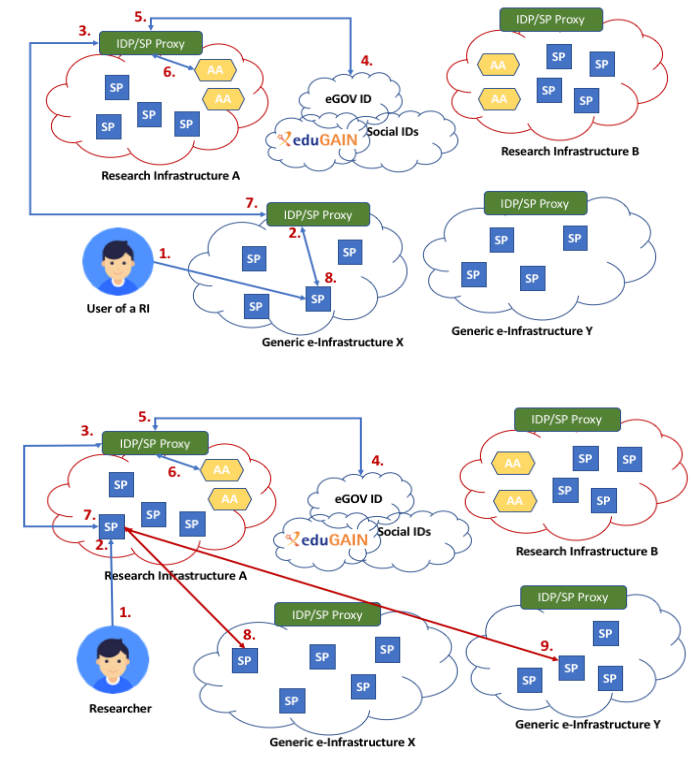 5.
3.
IDP/SP Proxy
IDP/SP Proxy
4.
6.
AA
SP
AA
SP
SP
SP
Research Infrastructure A
eGOV ID
eduGAIN
Social IDs
AA
SP
SP
AA
SP
SP
Research Infrastructure B
7.
IDP/SP Proxy
IDP/SP Proxy
2.
1.
SP
SP
8.
SP
SP
User of a RI
Generic e-Infrastructure X
SP
SP
SP
SP
Generic e-Infrastructure Y
5.
3.
IDP/SP Proxy
IDP/SP Proxy
4.
6.
AA
SP
AA
7.
SP
SP
SP
2.
Research Infrastructure A
eGOV ID
eduGAIN
Social IDs
AA
SP
SP
AA
SP
SP
Research Infrastructure B
1.
IDP/SP Proxy
IDP/SP Proxy
8.
SP
SP
SP
SP
SP
9.
SP
SP
SP
SP
Researcher
Generic e-Infrastructure X
Generic e-Infrastructure Y